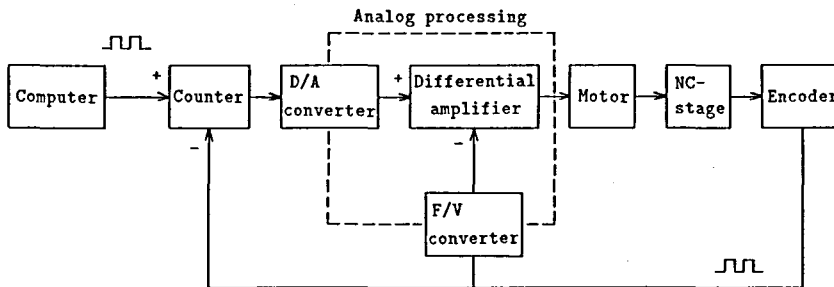 Analog processing
Computer
+
Counter
-
D/A
converter
+
Differential
amplifier
-
F/V
converter
Motor
NC-
stage
Encoder